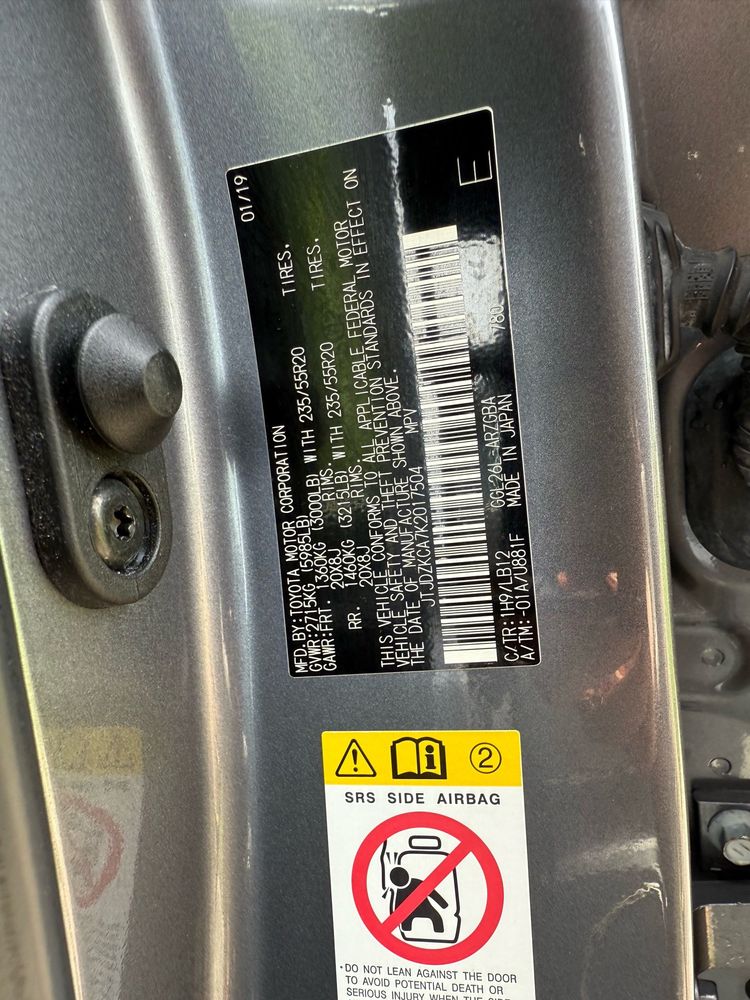 MFD.BY:TOYOTA MOTOR CORPORATION 01/19
GVWR:2715KG (5985LB)
GAWR:FRT. 1360KG (3000LB) WITH 235/55R20 TIRES.
20X8J RIMS.
RR. 1460KG (3215LB) WITH 235/55R20 TIRES.
20X8J RIMS.
THIS VEHICLE CONFORMS TO ALL APPLICABLE FEDERAL MOTOR
VEHICLE SAFETY AND THEFT PREVENTION STANDARDS IN EFFECT ON
THE DATE OF MANUFACTURE SHOWN ABOVE.
JTJDZKCA7K2017504 MPV
E
C/TR:1H9/LB12 GGL26L-ARZGBA /780
A/TM:-01A/U881F MADE IN JAPAN
2
SRS SIDE AIRBAG
·DO NOT LEAN AGAINST THE DOOR
TO AVOID POTENTIAL DEATH OR
SERIOUS INJURY WHEN THE SIDE